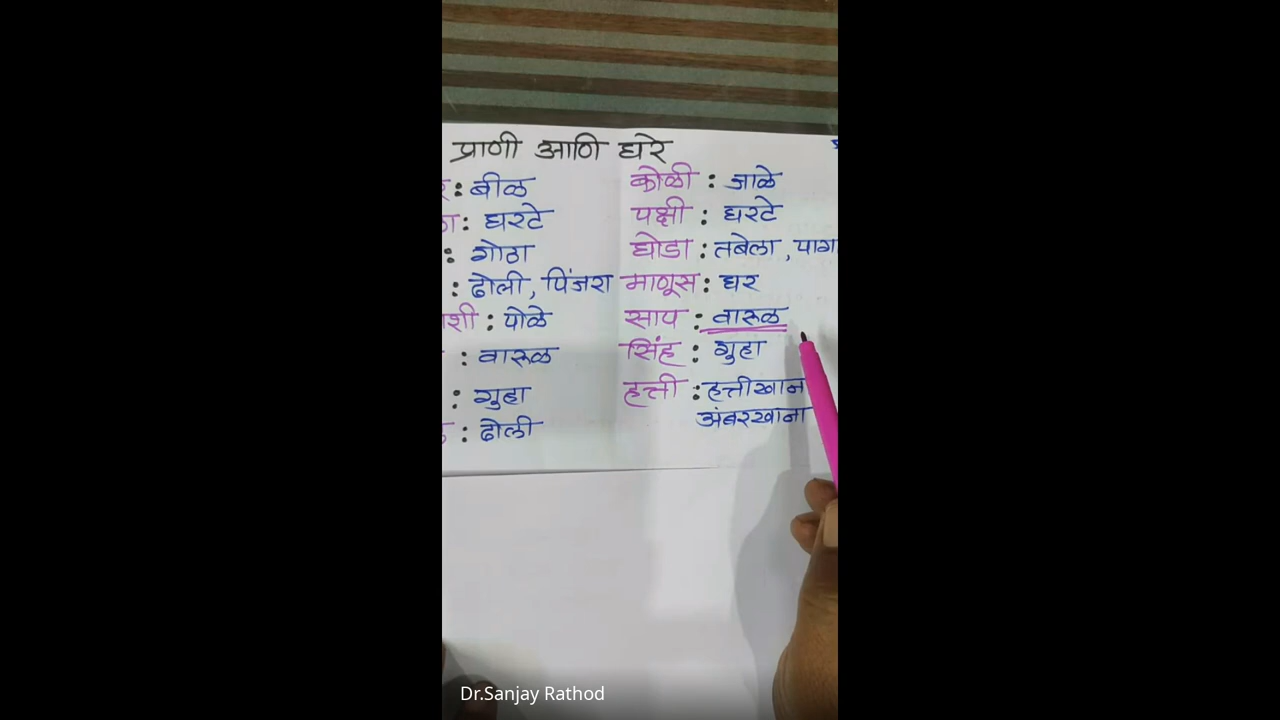 प्राणी आणि घरे
: बीळ
: घरटे
: गोठा
: ढोली, पिंजरा
शी : पोळे
: वारूळ
: गुहा
: ढोली
कोळी : जाळे
पक्षी : घरटे
घोडा : तबेला, पाग
माणूस : घर
साप : वारूळ
सिंह : गुहा
हत्ती : हत्तीखान
अंबरखाना
Dr.Sanjay Rathod